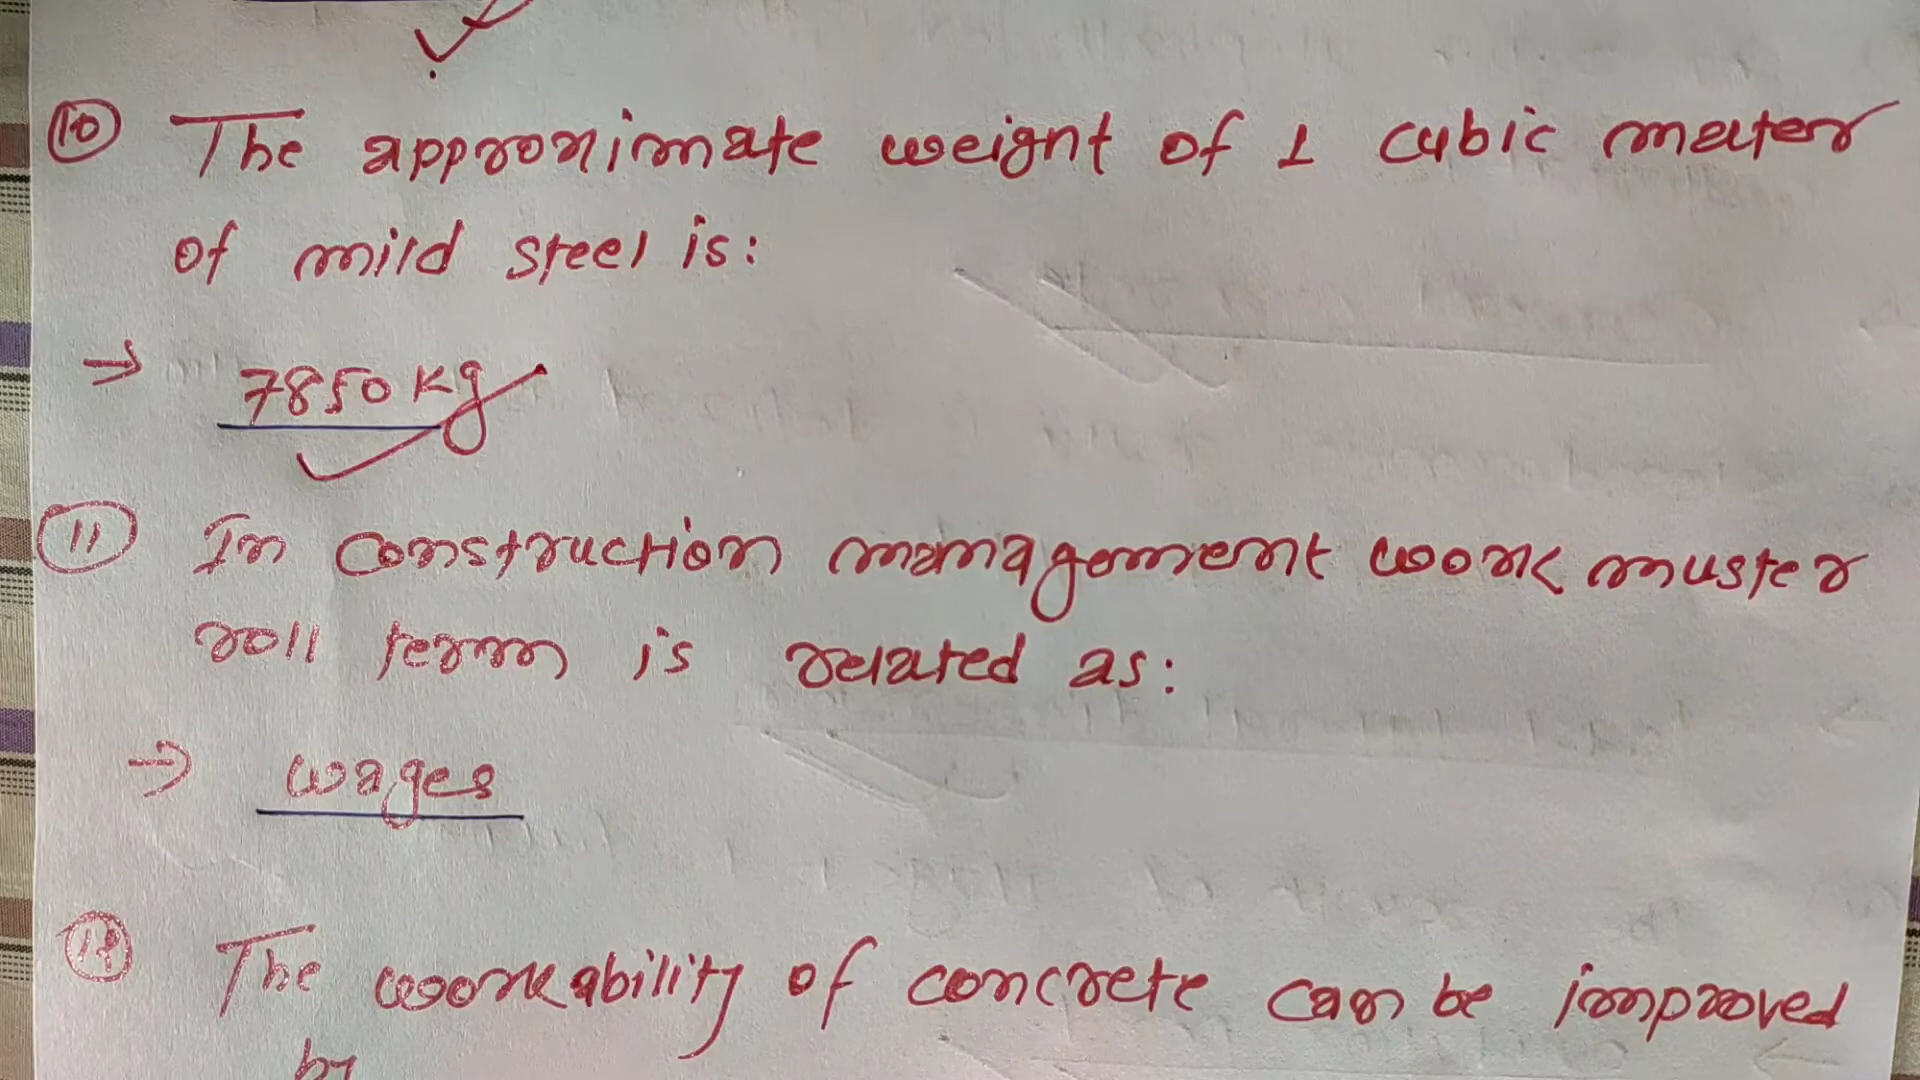 10 The approximate weight of 1 cubic meter
of mild steel is:
→ 7850 kg
11 In construction management work muster
roll term is related as:
→ wages
12 The workability of concrete can be improved
by